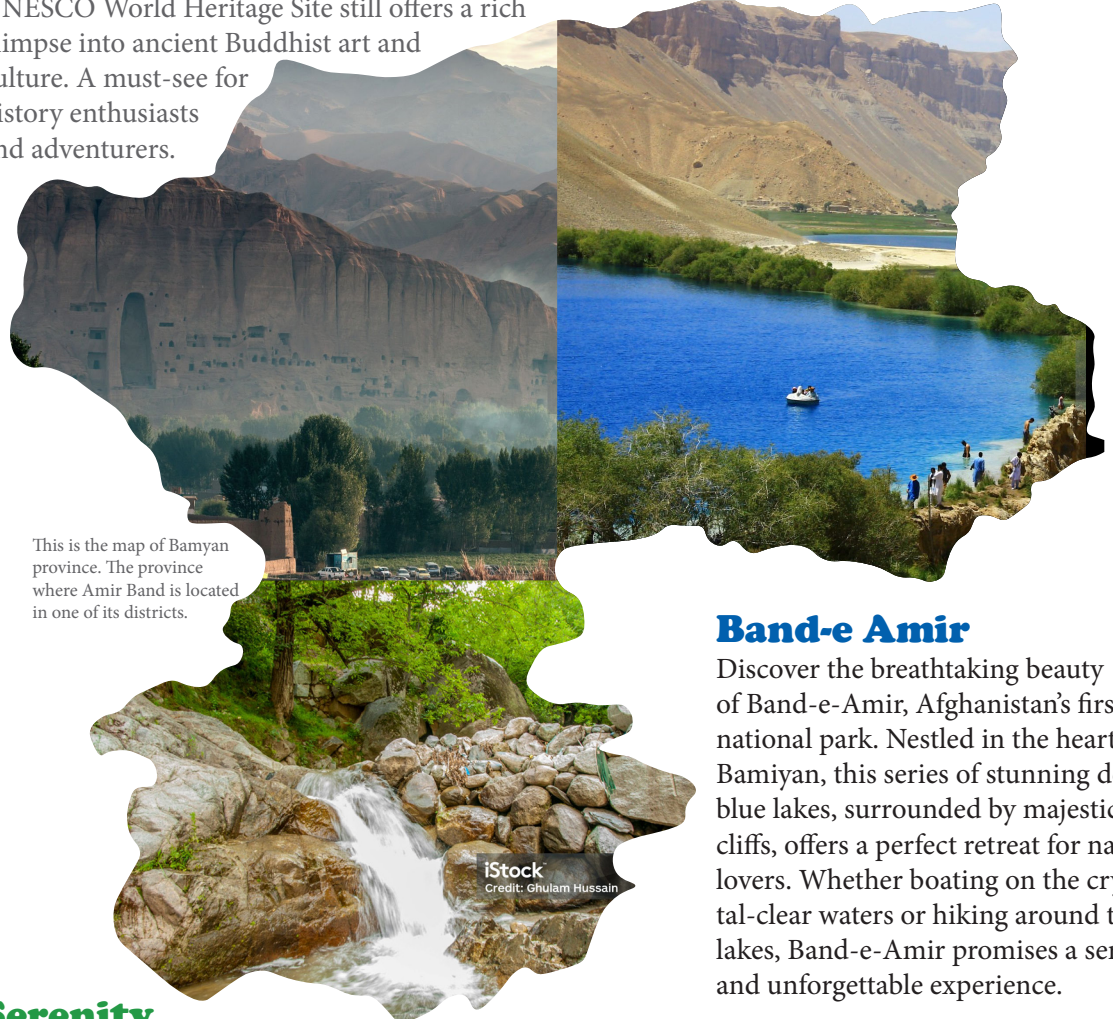 NESCO World Heritage Site still offers a rich
limpse into ancient Buddhist art and
ulture. A must-see for
istory enthusiasts
nd adventurers.
This is the map of Bamyan
province. The province
where Amir Band is located
in one of its districts.
Band-e Amir
Discover the breathtaking beauty
of Band-e-Amir, Afghanistan’s firs
national park. Nestled in the heart
Bamiyan, this series of stunning d
blue lakes, surrounded by majestic
cliffs, offers a perfect retreat for na
lovers. Whether boating on the cry
tal-clear waters or hiking around t
lakes, Band-e-Amir promises a ser
and unforgettable experience.
iStock
Credit: Ghulam Hussain
Serenity